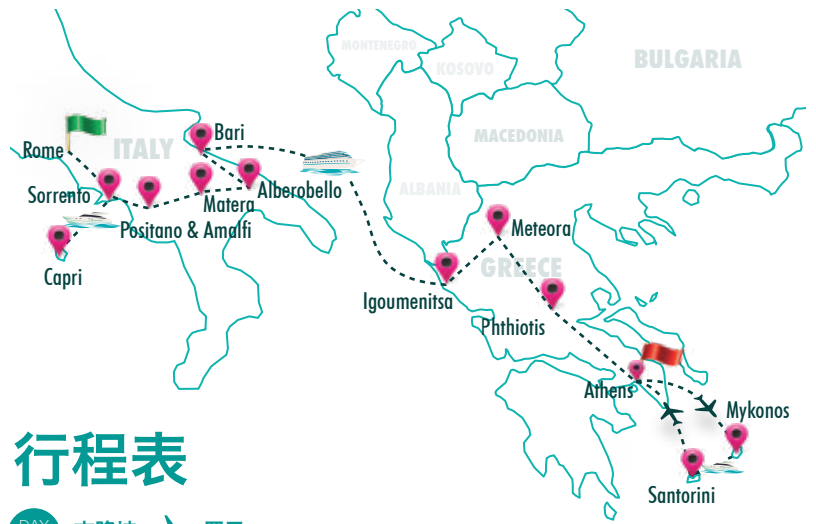 MONTENEGRO
KOSOVO
BULGARIA
Bari
ITALY
Rome
MACEDONIA
Sorrento
Alberobello
ALBANIA
Matera
Positano & Amalfi
Meteora
Capri
GREECE
Igoumenitsa
Phthiotis
Athens
Mykonos
行程表
Santorini
DAY